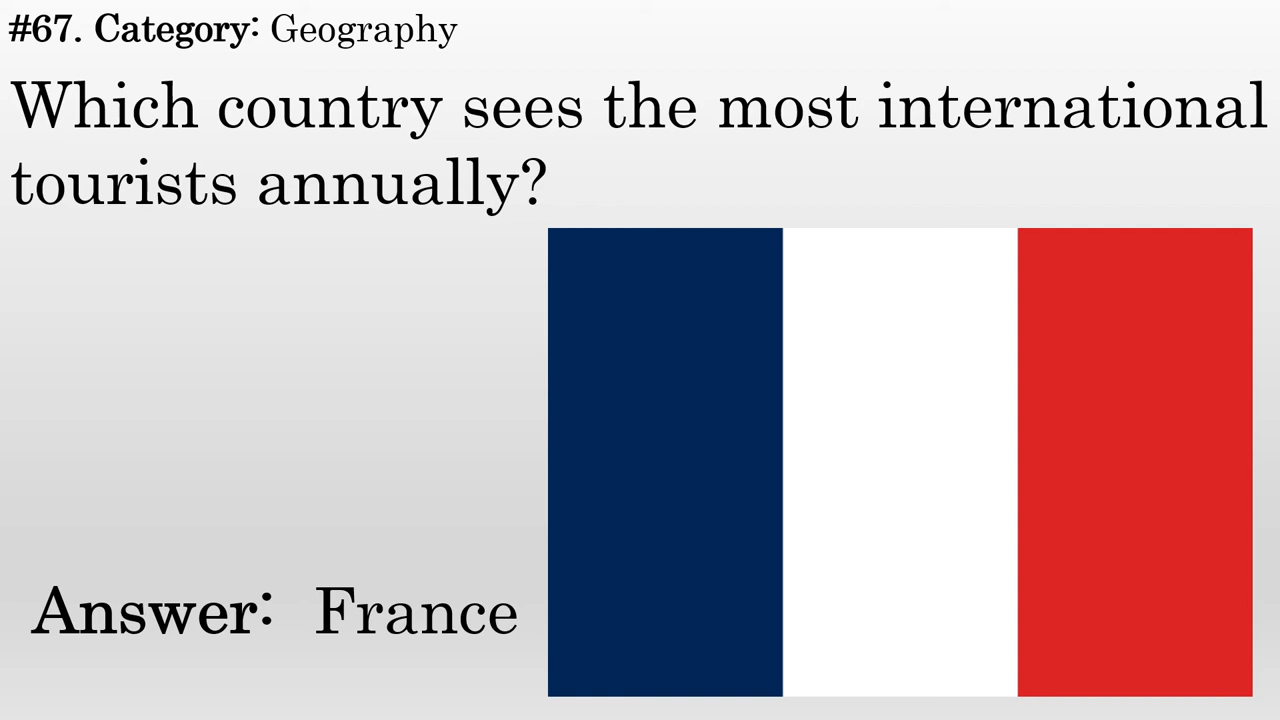 #67. Category: Geography
Which country sees the most international
tourists annually?
Answer: France